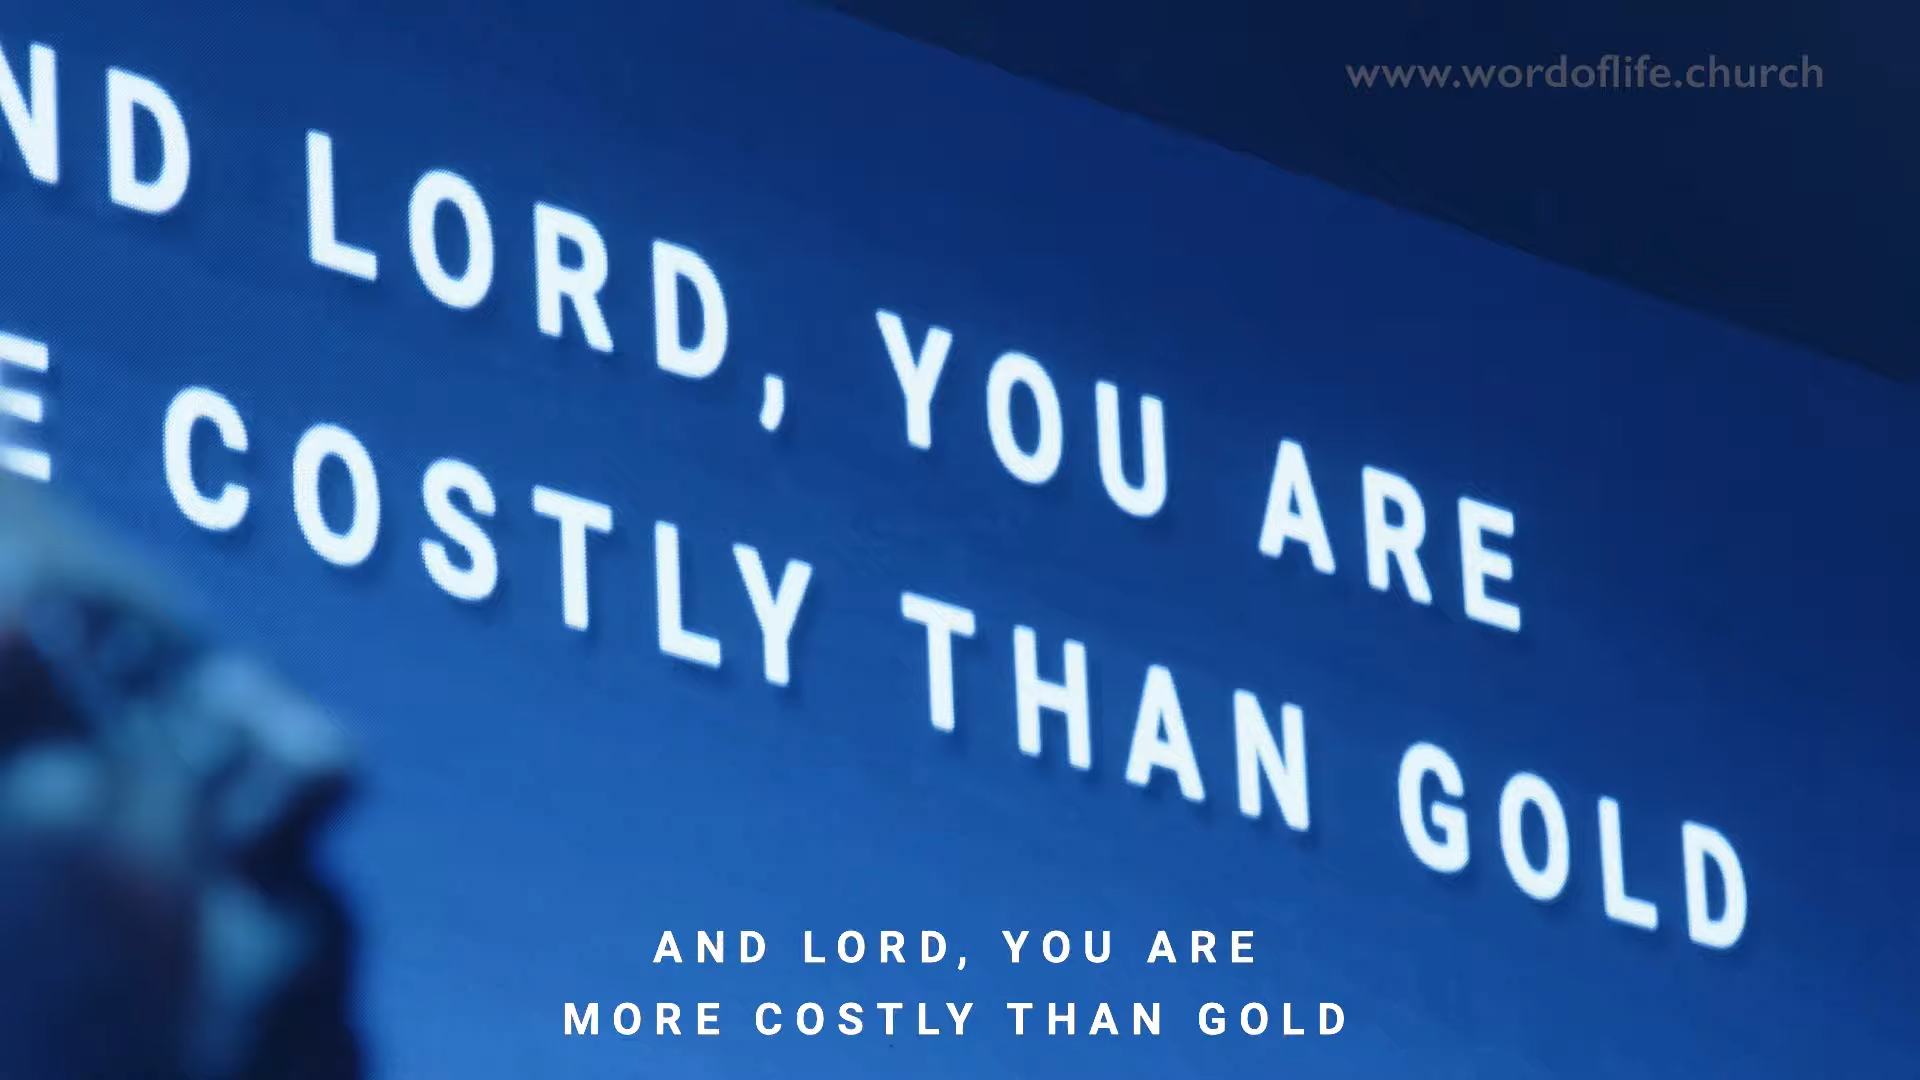 www.wordoflife.church
ND LORD, YOU ARE
E COSTLY THAN GOLD
AND LORD, YOU ARE
MORE COSTLY THAN GOLD